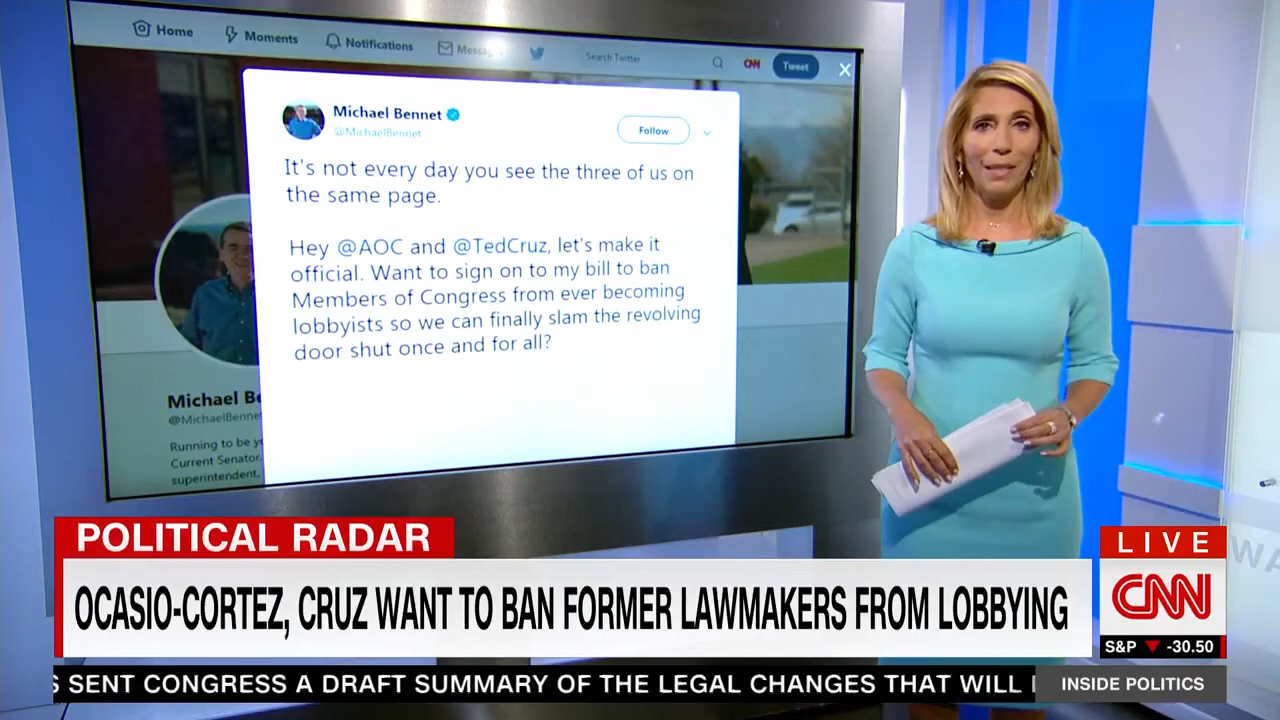 Home
Moments
Notifications
Search Twitter
CNN
Tweet
X
Michael Bennet
@MichaelBennet
Follow
It's not every day you see the three of us on
the same page.
Hey @AOC and @TedCruz, let's make it
official. Want to sign on to my bill to ban
Members of Congress from ever becoming
lobbyists so we can finally slam the revolving
door shut once and for all?
Michael
@MichaelBenne
Running to be
Current Senator.
superintendent.
POLITICAL RADAR
OCASIO-CORTEZ, CRUZ WANT TO BAN FORMER LAWMAKERS FROM LOBBYING
LIVE
CNN
S&P ▼ -30.50
SENT CONGRESS A DRAFT SUMMARY OF THE LEGAL CHANGES THAT WILL
INSIDE POLITICS